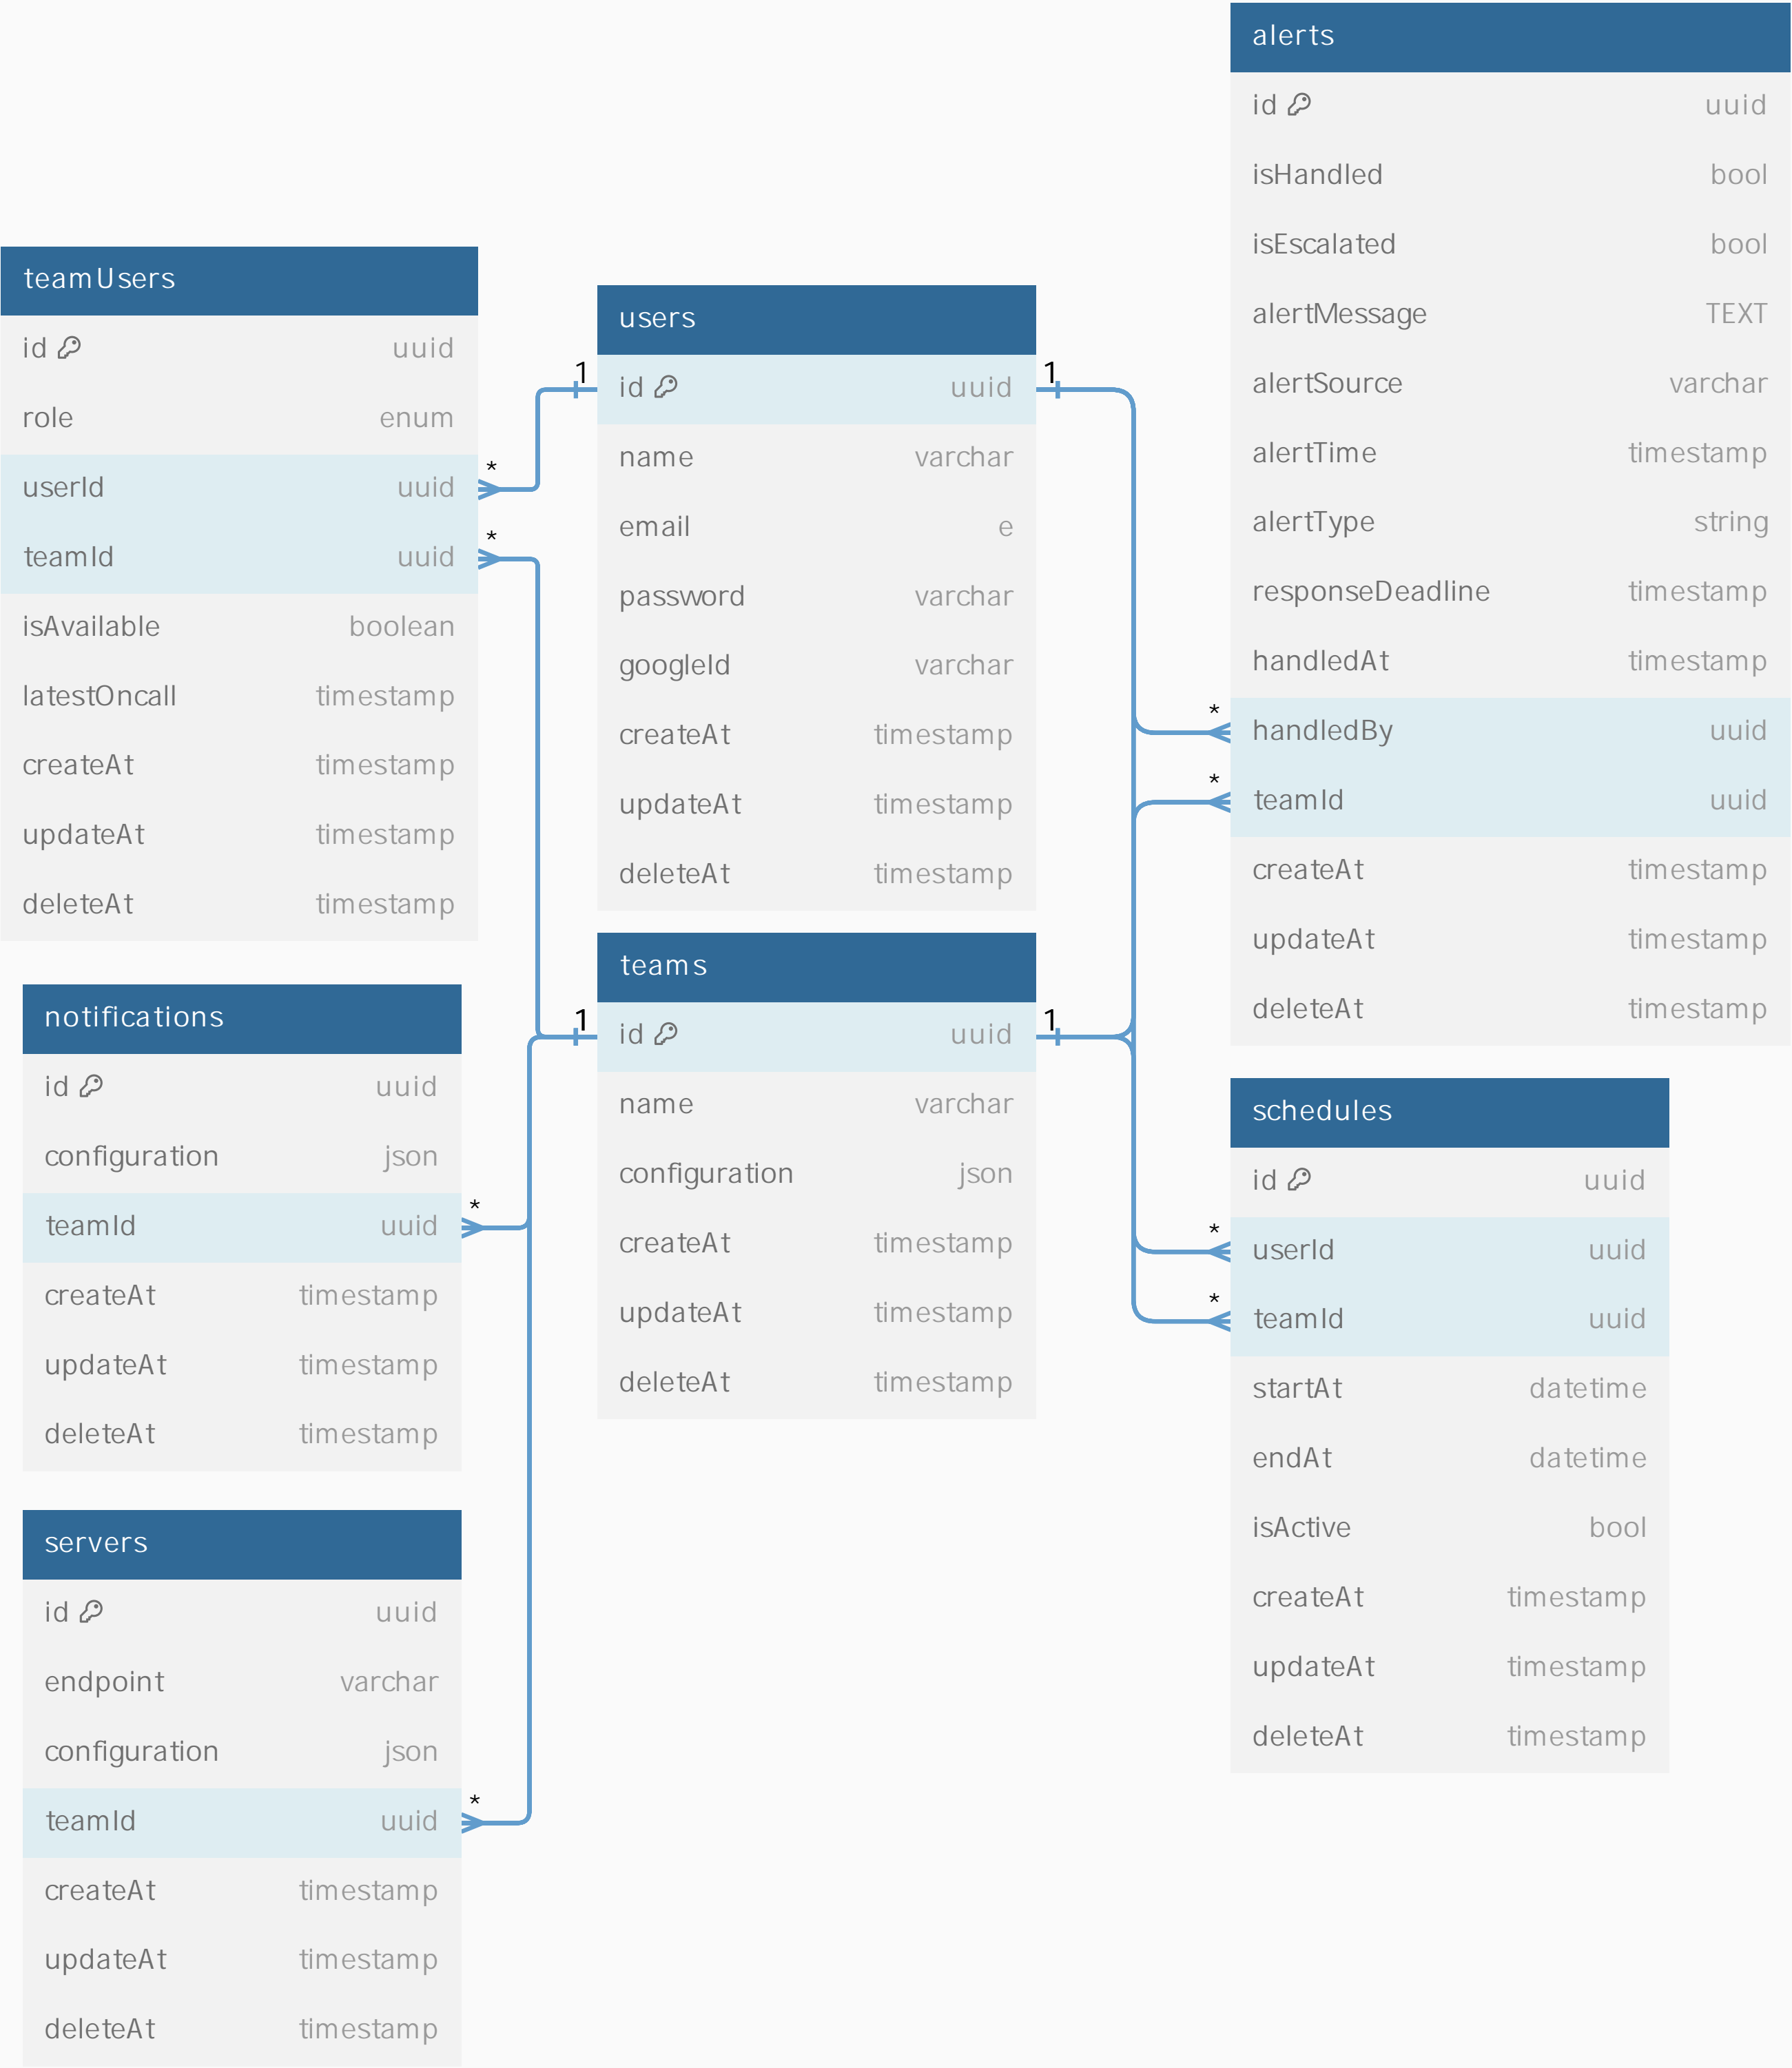 teamUsers
id uuid
role enum
userId uuid
teamId uuid
isAvailable boolean
latestOncall timestamp
createAt timestamp
updateAt timestamp
deleteAt timestamp
notifications
id uuid
configuration json
teamId uuid
createAt timestamp
updateAt timestamp
deleteAt timestamp
servers
id uuid
endpoint varchar
configuration json
teamId uuid
createAt timestamp
updateAt timestamp
deleteAt timestamp
*
*
*
*
1
1
users
id uuid
name varchar
email e
password varchar
googleId varchar
createAt timestamp
updateAt timestamp
deleteAt timestamp
teams
id uuid
name varchar
configuration json
createAt timestamp
updateAt timestamp
deleteAt timestamp
1
1
*
*
*
*
alerts
id uuid
isHandled bool
isEscalated bool
alertMessage TEXT
alertSource varchar
alertTime timestamp
alertType string
responseDeadline timestamp
handledAt timestamp
handledBy uuid
teamId uuid
createAt timestamp
updateAt timestamp
deleteAt timestamp
schedules
id uuid
userId uuid
teamId uuid
startAt datetime
endAt datetime
isActive bool
createAt timestamp
updateAt timestamp
deleteAt timestamp